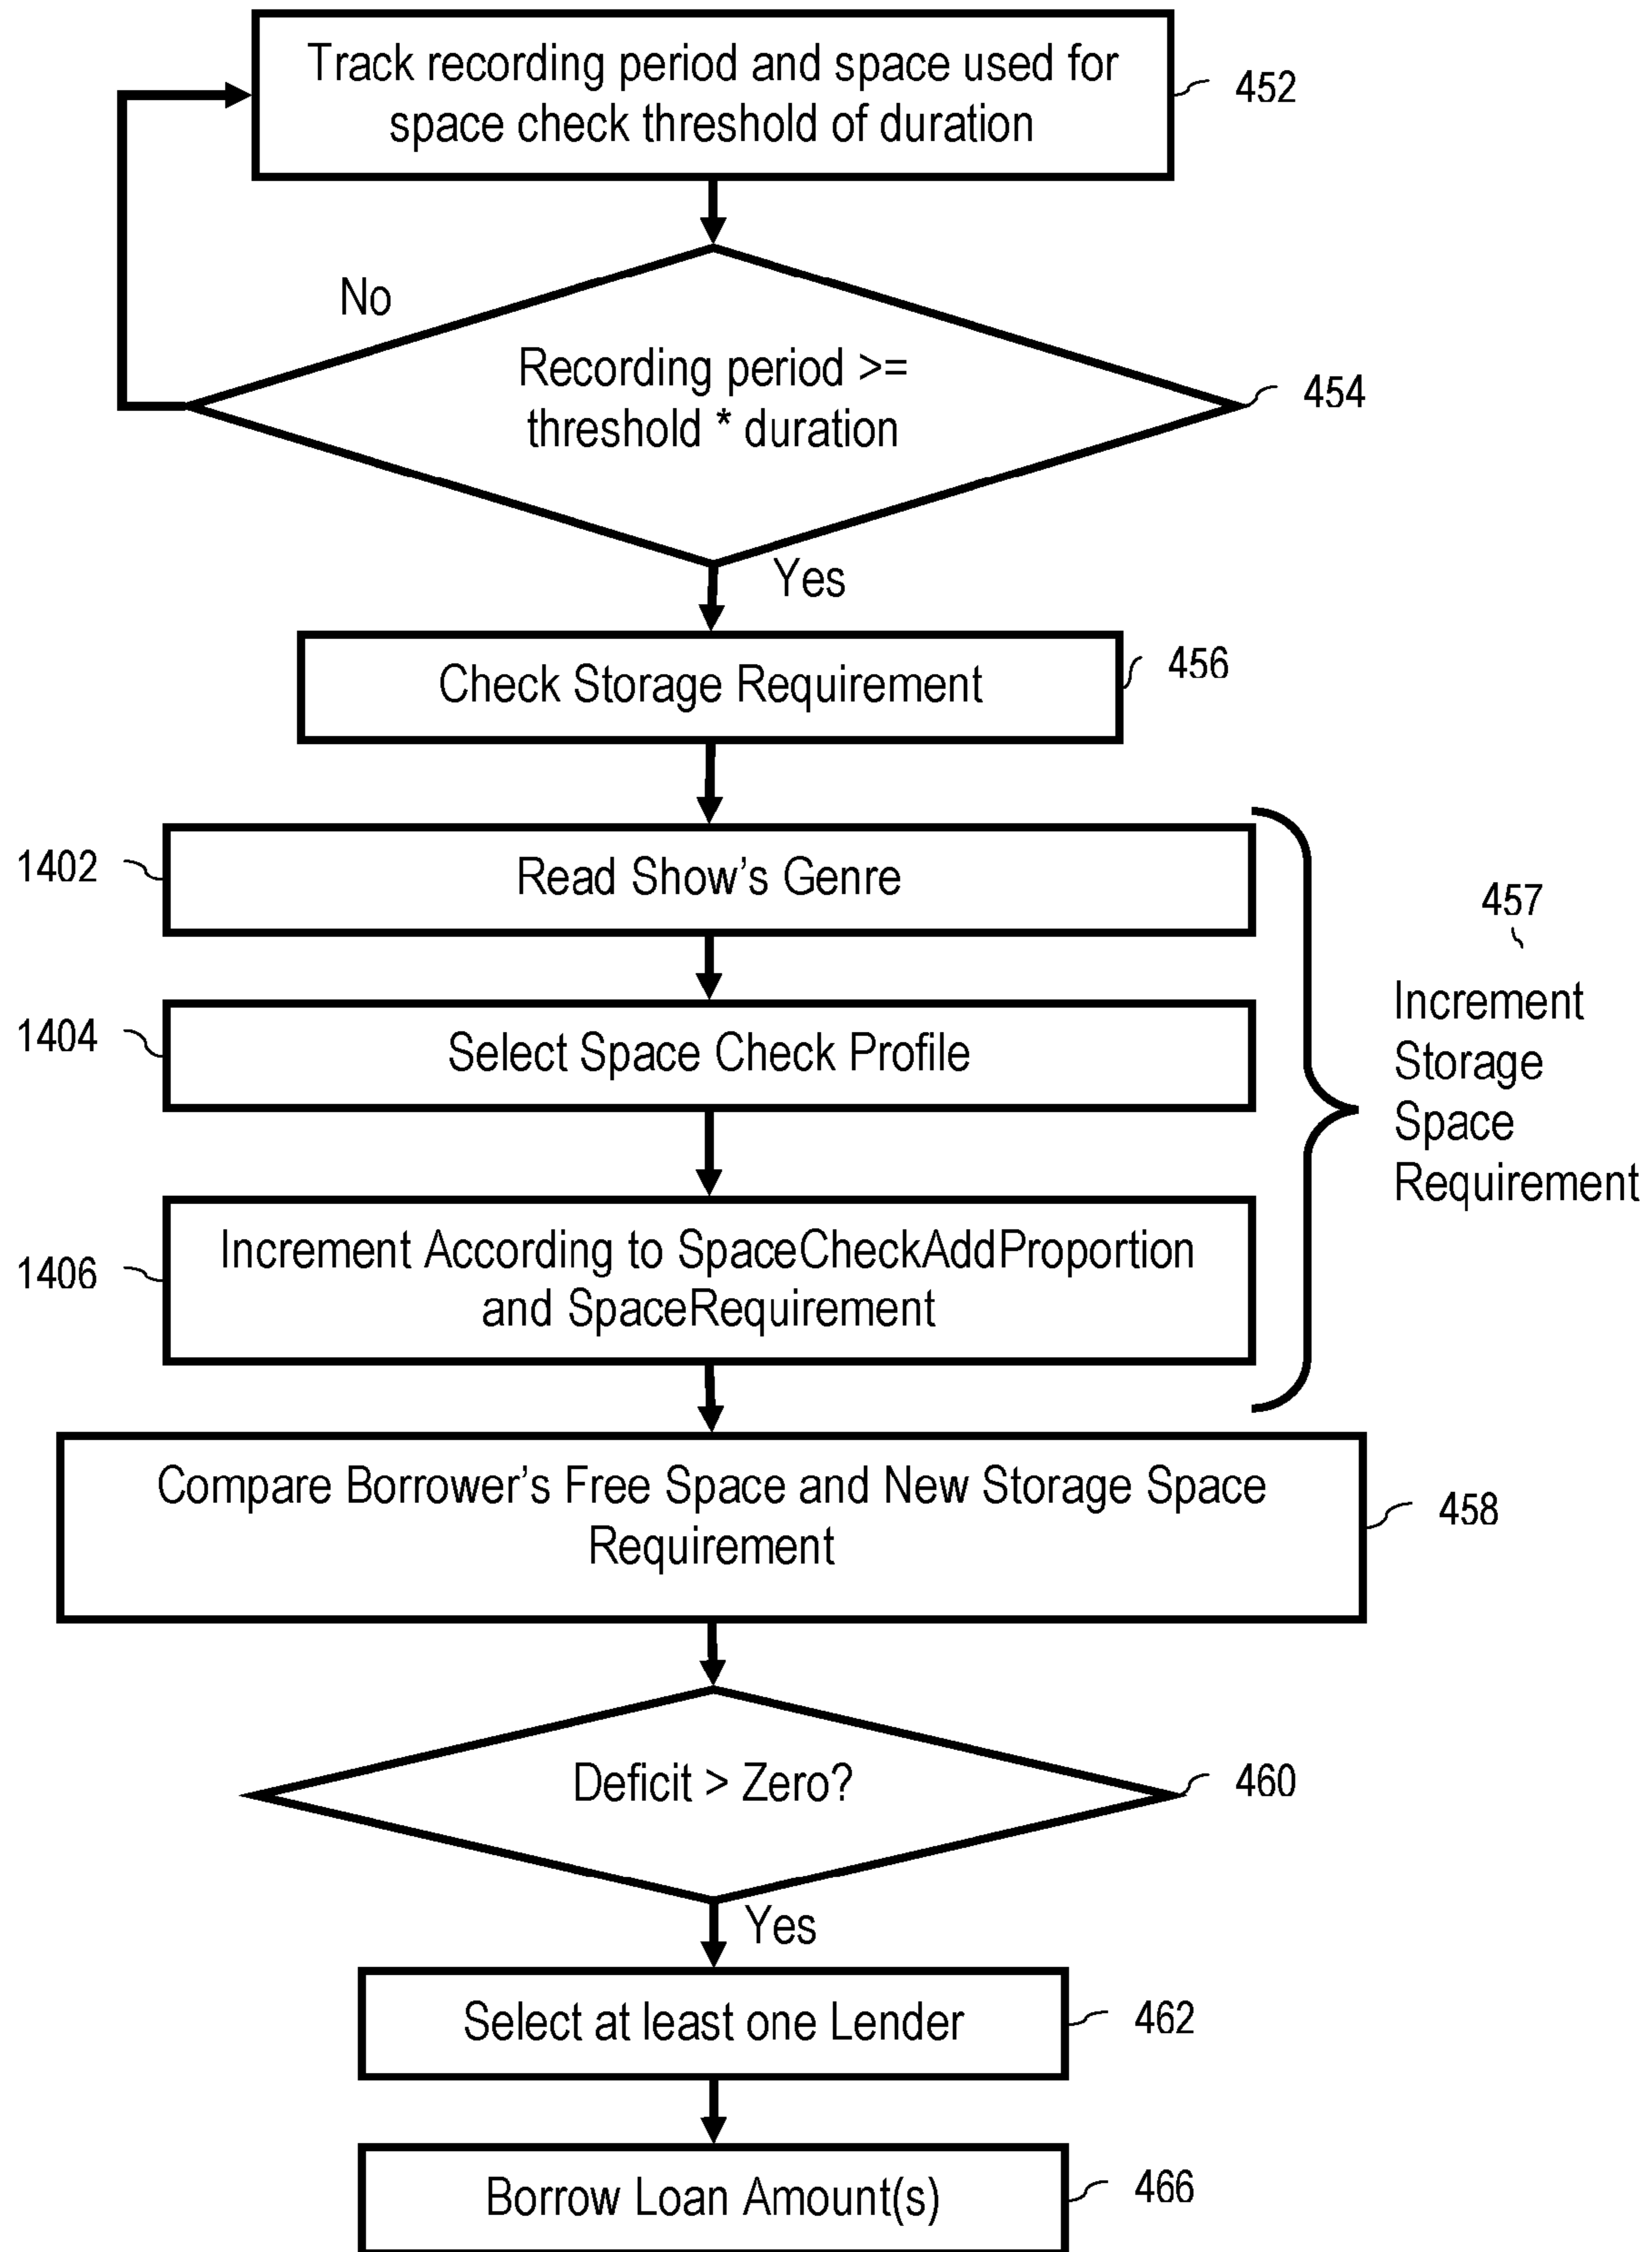 Track recording period and space used for
space check threshold of duration
452
No
Recording period >=
threshold * duration
454
Yes
Check Storage Requirement
456
1402
Read Show's Genre
457
Increment
Storage
Space
Requirement
1404
Select Space Check Profile
1406
Increment According to SpaceCheckAddProportion
and SpaceRequirement
Compare Borrower's Free Space and New Storage Space
Requirement
458
Deficit > Zero?
460
Yes
Select at least one Lender
462
Borrow Loan Amount(s)
466